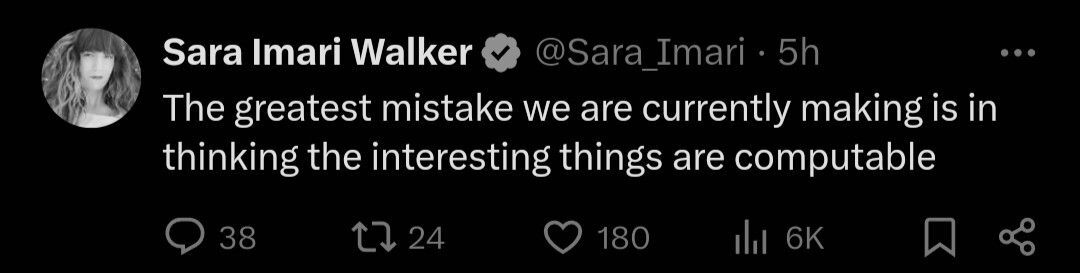 Sara Imari Walker @Sara_Imari · 5h
The greatest mistake we are currently making is in
thinking the interesting things are computable
38 24 180 6K